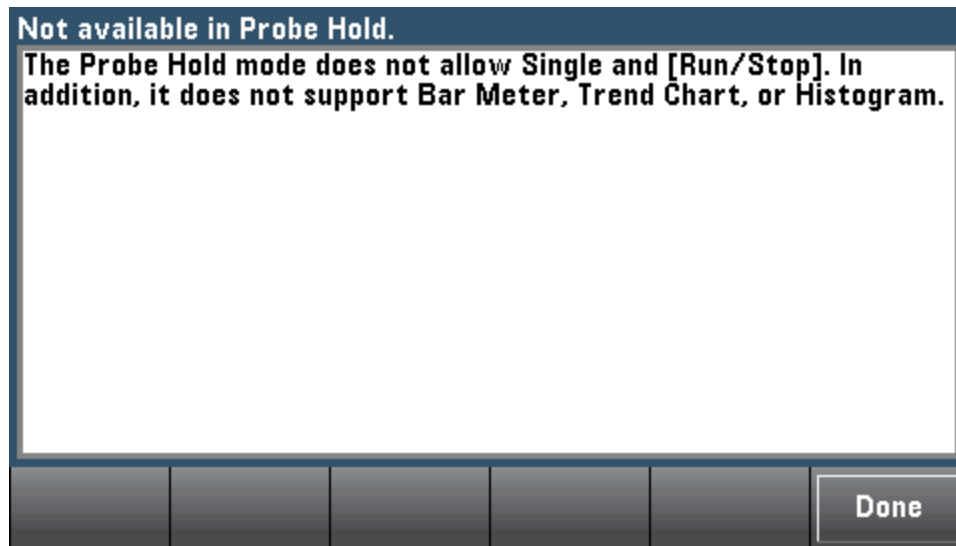 Not available in Probe Hold.
The Probe Hold mode does not allow Single and [Run/Stop]. In
addition, it does not support Bar Meter, Trend Chart, or Histogram.
Done